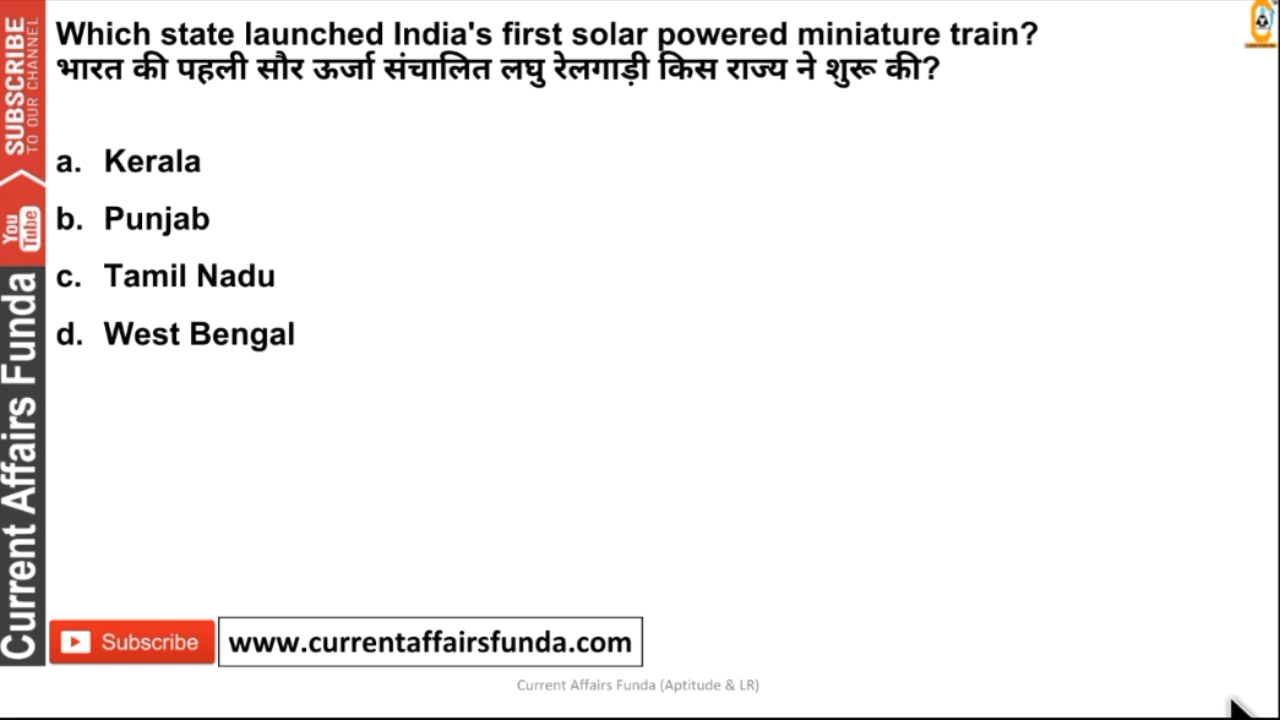 Which state launched India's first solar powered miniature train?
भारत की पहली सौर ऊर्जा संचालित लघु रेलगाड़ी किस राज्य ने शुरू की?
a. Kerala
b. Punjab
c. Tamil Nadu
d. West Bengal
SUBSCRIBE
TO OUR CHANNEL
You
Tube
Current Affairs Funda
Subscribe
www.currentaffairsfunda.com
Current Affairs Funda (Aptitude & LR)